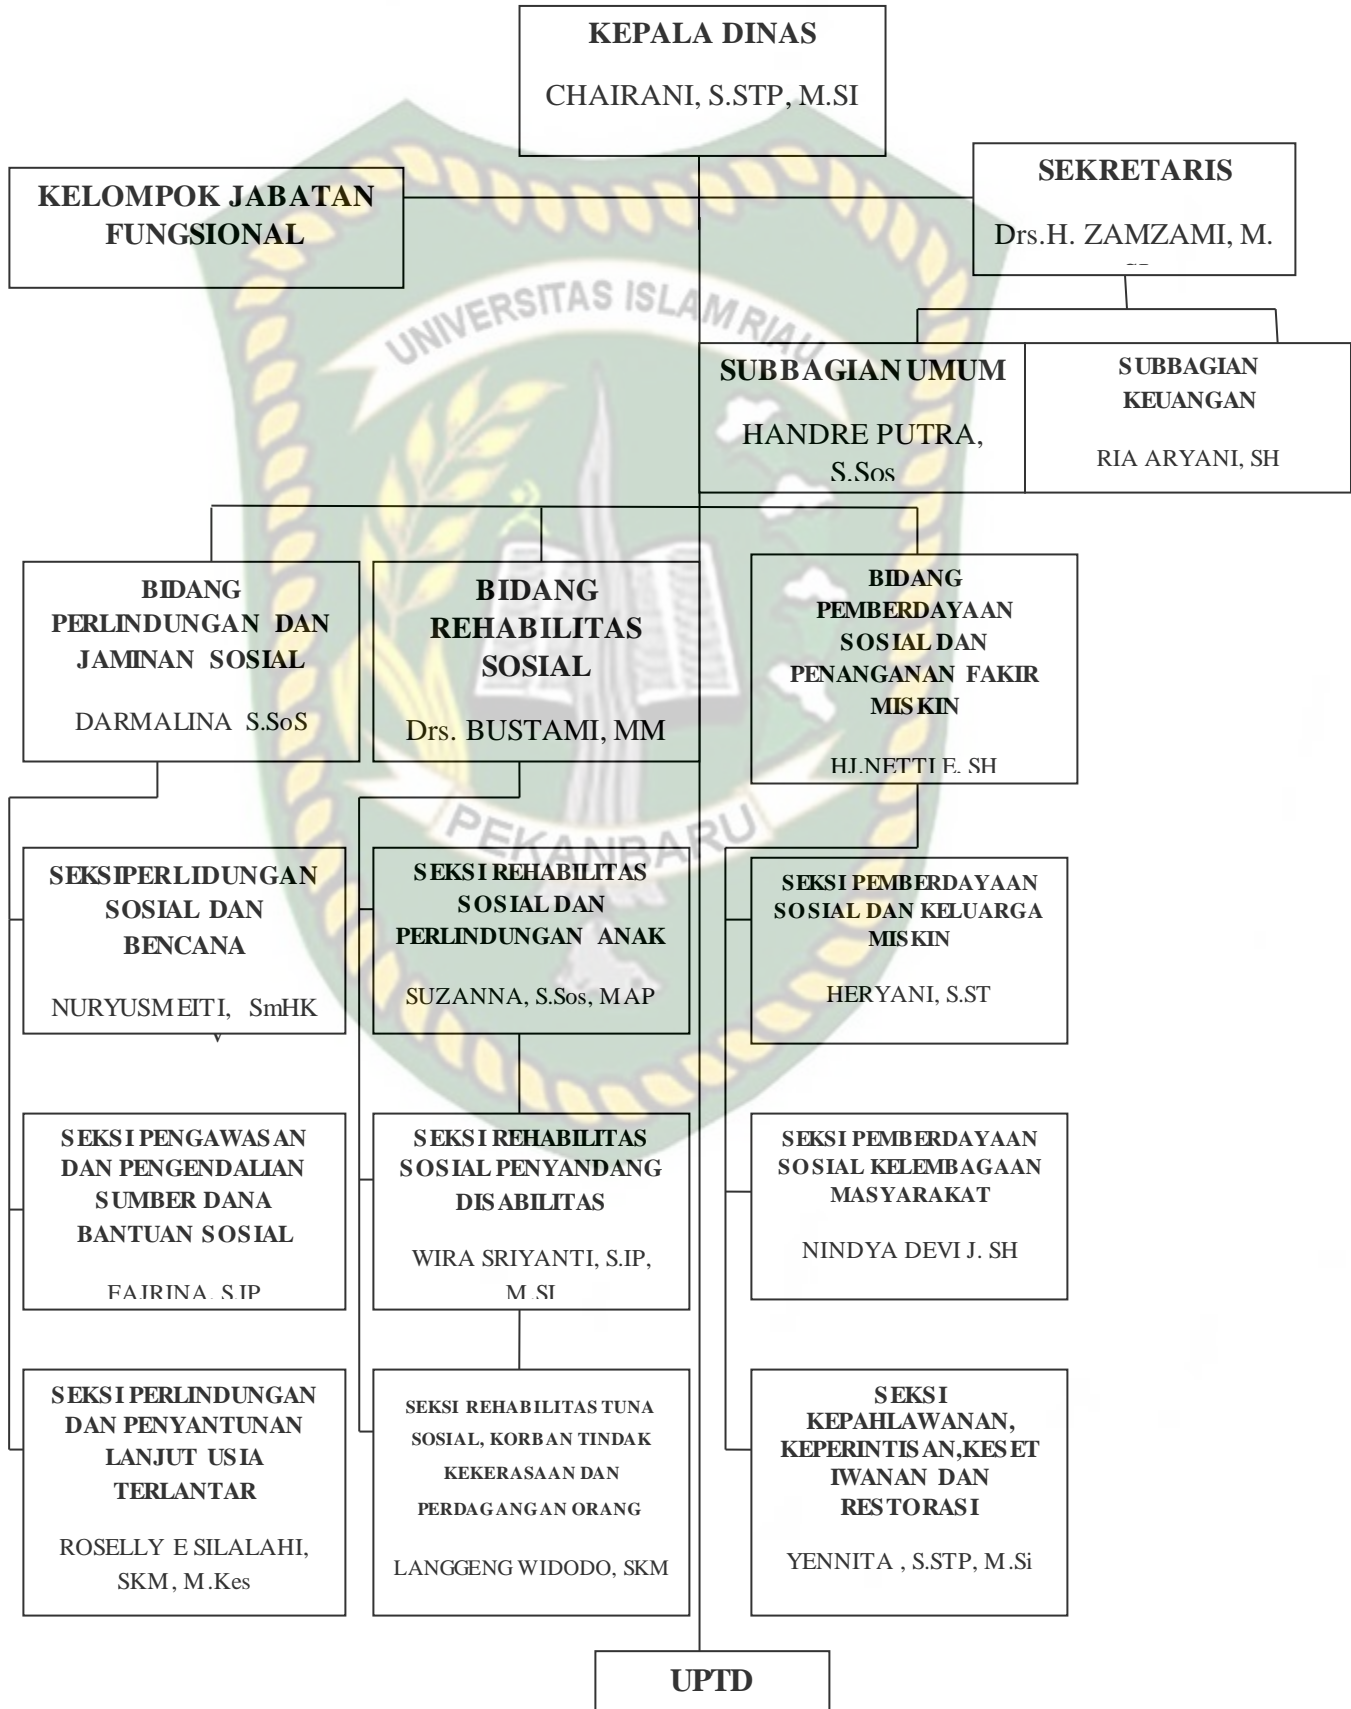 KEPALA DINAS
CHAIRANI, S.STP, M.SI
KELOMPOK JABATAN
FUNGSIONAL
SEKRETARIS
Drs.H. ZAMZAMI, M.
UNIVERSITAS ISLAM RIAU
SUBBAGIAN UMUM
HANDRE PUTRA,
S.Sos
SUBBAGIAN
KEUANGAN
RIA ARYANI, SH
BIDANG
PERLINDUNGAN DAN
JAMINAN SOSIAL
DARMALINA S.SoS
BIDANG
REHABILITAS
SOSIAL
Drs. BUSTAMI, MM
BIDANG
PEMBERDAYAAN
SOSIAL DAN
PENANGANAN FAKIR
MISKIN
HJ.NETTI E, SH
PEKANBARU
SEKSIPERLIDUNGAN
SOSIAL DAN
BENCANA
NURYUSMEITI, SmHK
SEKSI REHABILITAS
SOSIAL DAN
PERLINDUNGAN ANAK
SUZANNA, S.Sos, MAP
SEKSI PEMBERDAYAAN
SOSIAL DAN KELUARGA
MISKIN
HERYANI, S.ST
SEKSI PENGAWASAN
DAN PENGENDALIAN
SUMBER DANA
BANTUAN SOSIAL
FAJRINA, S.IP
SEKSI REHABILITAS
SOSIAL PENYANDANG
DISABILITAS
WIRA SRIYANTI, S.IP,
M.SI
SEKSI PEMBERDAYAAN
SOSIAL KELEMBAGAAN
MASYARAKAT
NINDYA DEVI J. SH
SEKSI PERLINDUNGAN
DAN PENYANTUNAN
LANJUT USIA
TERLANTAR
ROSELLY E SILALAHI,
SKM, M.Kes
SEKSI REHABILITAS TUNA
SOSIAL, KORBAN TINDAK
KEKERASAAN DAN
PERDAGANGAN ORANG
LANGGENG WIDODO, SKM
SEKSI
KEPAHLAWANAN,
KEPERINTISAN,KESET
IWANAN DAN
RESTORASI
YENNITA , S.STP, M.Si
UPTD